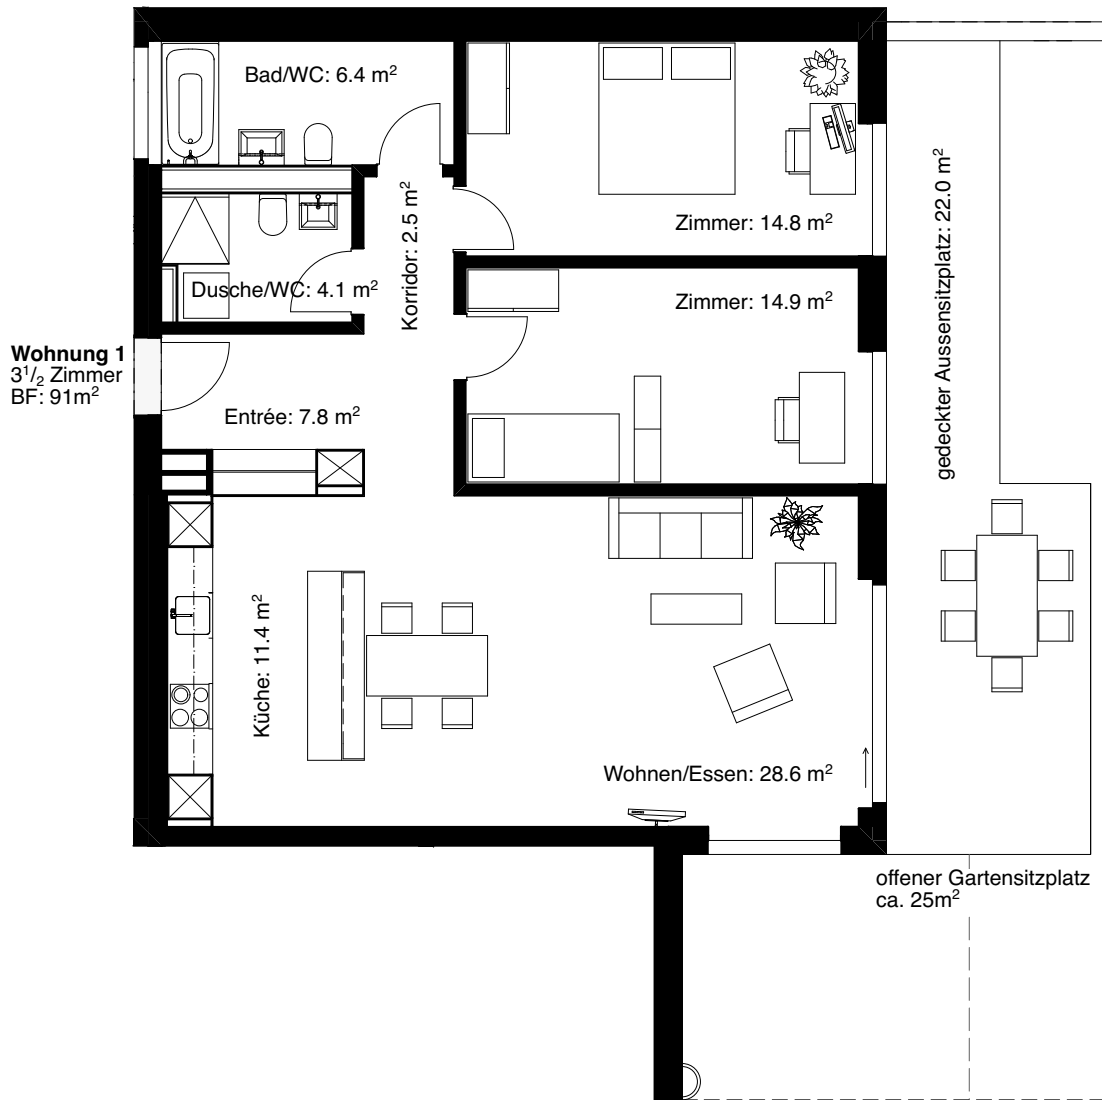 Bad/WC: 6.4 m²
Korridor: 2.5 m²
Zimmer: 14.8 m²
gedeckter Aussensitzplatz: 22.0 m²
Dusche/WC: 4.1 m²
Zimmer: 14.9 m²
Wohnung 1
3¹/₂ Zimmer
BF: 91m²
Entrée: 7.8 m²
Küche: 11.4 m²
Wohnen/Essen: 28.6 m²
offener Gartensitzplatz
ca. 25m²